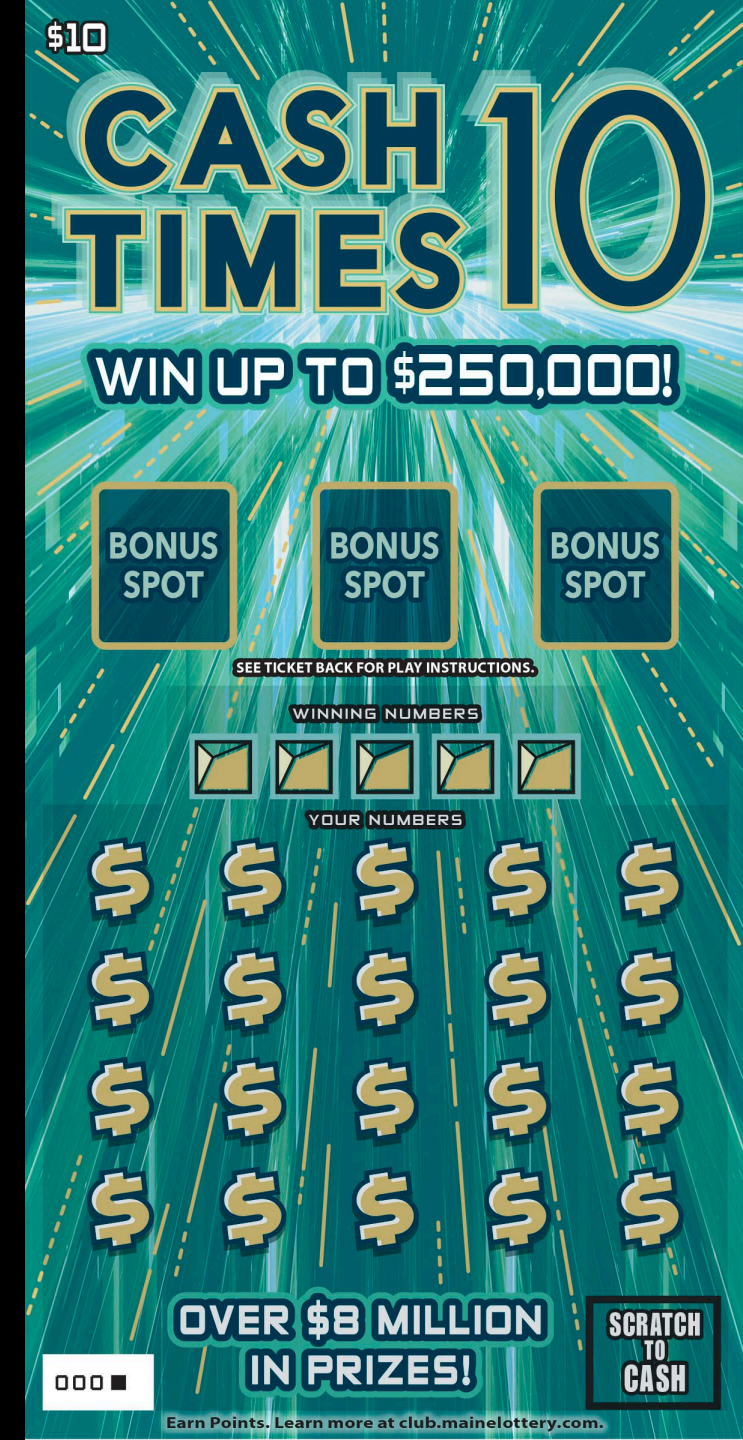 $10
CASH
TIMES 10
WIN UP TO $250,000!
BONUS SPOT
BONUS SPOT
BONUS SPOT
SEE TICKET BACK FOR PLAY INSTRUCTIONS.
WINNING NUMBERS
YOUR NUMBERS
$ $ $ $ $
$ $ $ $ $
$ $ $ $ $
$ $ $ $ $
OVER $8 MILLION
IN PRIZES!
SCRATCH
TO
CASH
000■
Earn Points. Learn more at club.mainelottery.com.